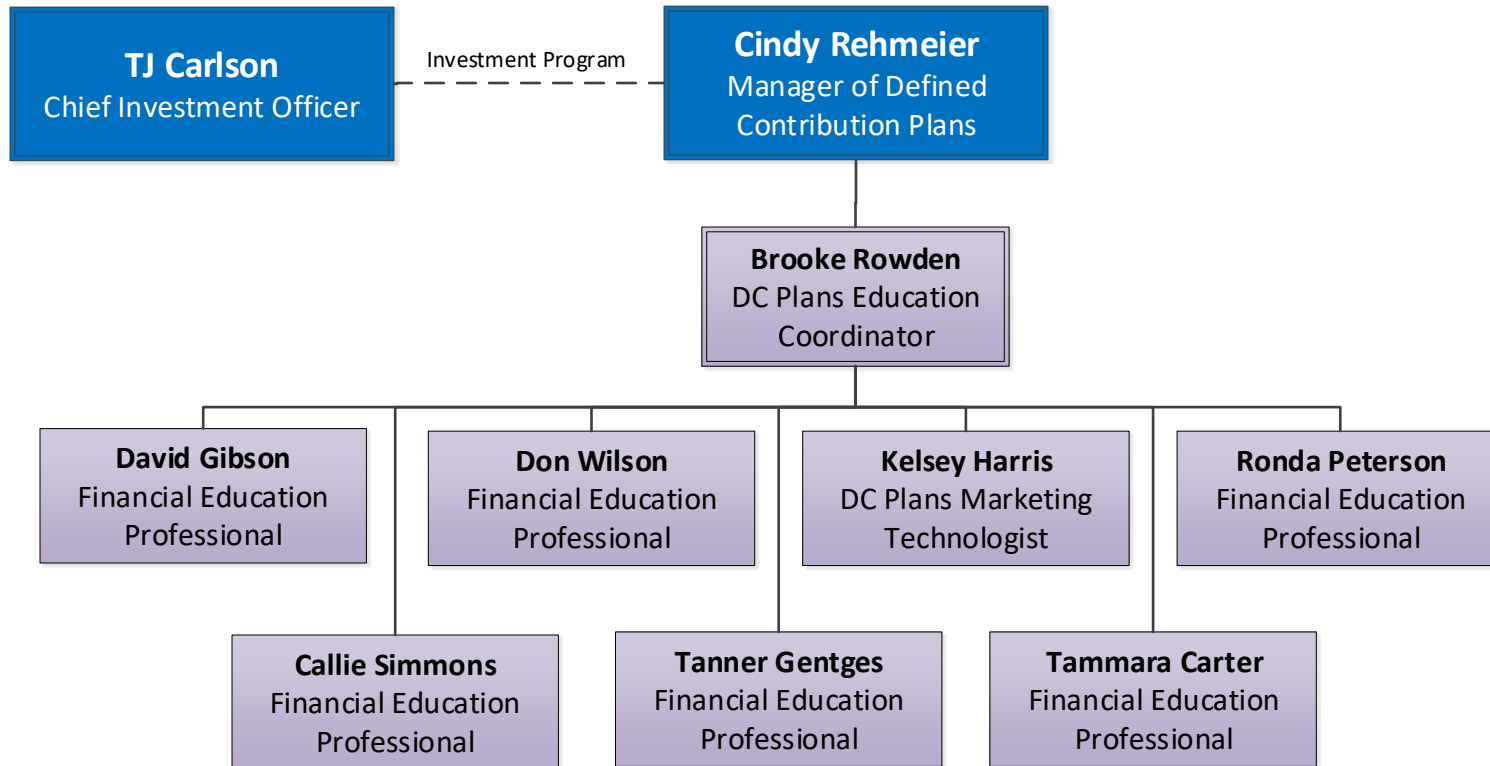 TJ Carlson
Chief Investment Officer
Investment Program
Cindy Rehmeier
Manager of Defined
Contribution Plans
Brooke Rowden
DC Plans Education
Coordinator
David Gibson
Financial Education
Professional
Don Wilson
Financial Education
Professional
Kelsey Harris
DC Plans Marketing
Technologist
Ronda Peterson
Financial Education
Professional
Callie Simmons
Financial Education
Professional
Tanner Gentges
Financial Education
Professional
Tammara Carter
Financial Education
Professional